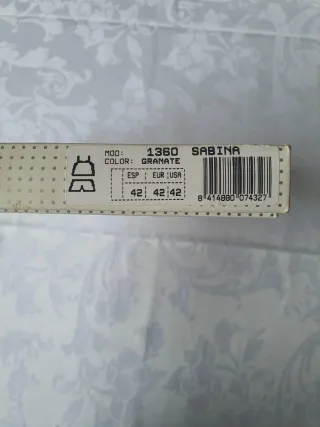 MOD: 1360 SABINA
COLOR: GRANATE
ESP EUR USA
42 42 42
8 414880 074327